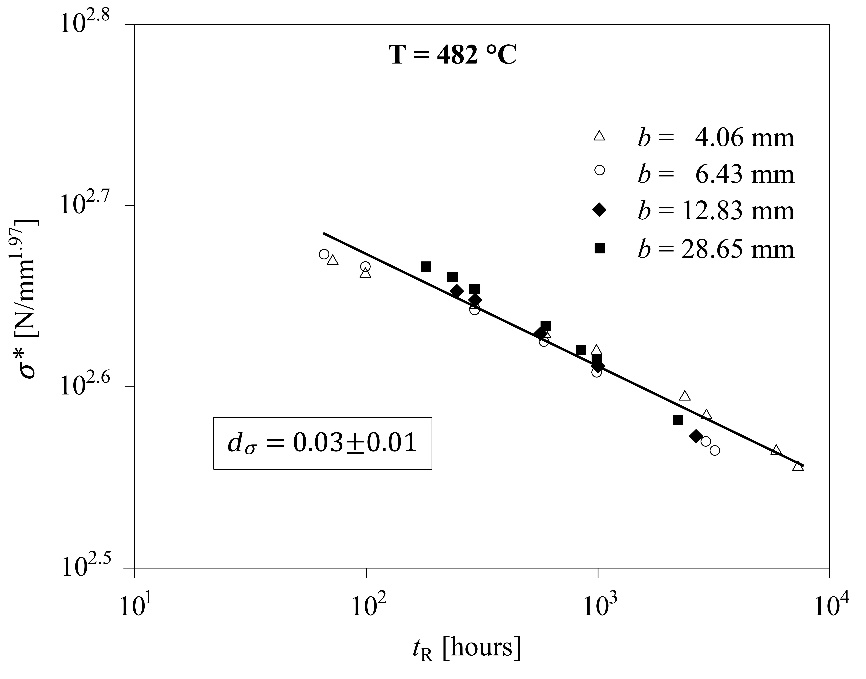 10^2.8
T = 482 °C
b = 4.06 mm
b = 6.43 mm
b = 12.83 mm
b = 28.65 mm
10^2.7
σ* [N/mm^1.97]
10^2.6
d_σ = 0.03±0.01
10^2.5
10^1
10^2
10^3
10^4
t_R [hours]